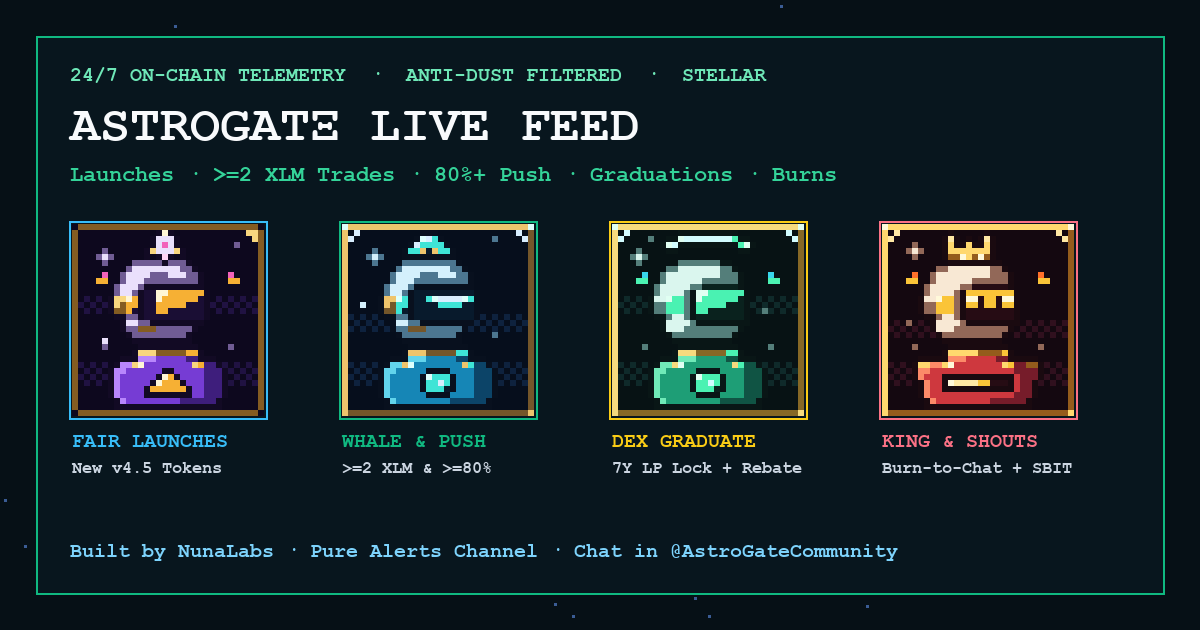 24/7 ON-CHAIN TELEMETRY · ANTI-DUST FILTERED · STELLAR
ASTROGATΞ LIVE FEED
Launches · >=2 XLM Trades · 80%+ Push · Graduations · Burns
FAIR LAUNCHES
New v4.5 Tokens
WHALE & PUSH
>=2 XLM & >=80%
DEX GRADUATE
7Y LP Lock + Rebate
KING & SHOUTS
Burn-to-Chat + SBIT
Built by NunaLabs · Pure Alerts Channel · Chat in @AstroGateCommunity